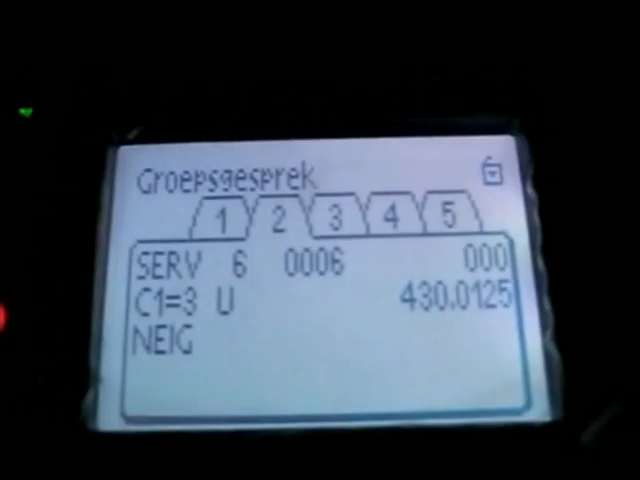 Groepsgesprek
1 2 3 4 5
SERV 6 0006 000
C1=3 U 430.0125
NEIG